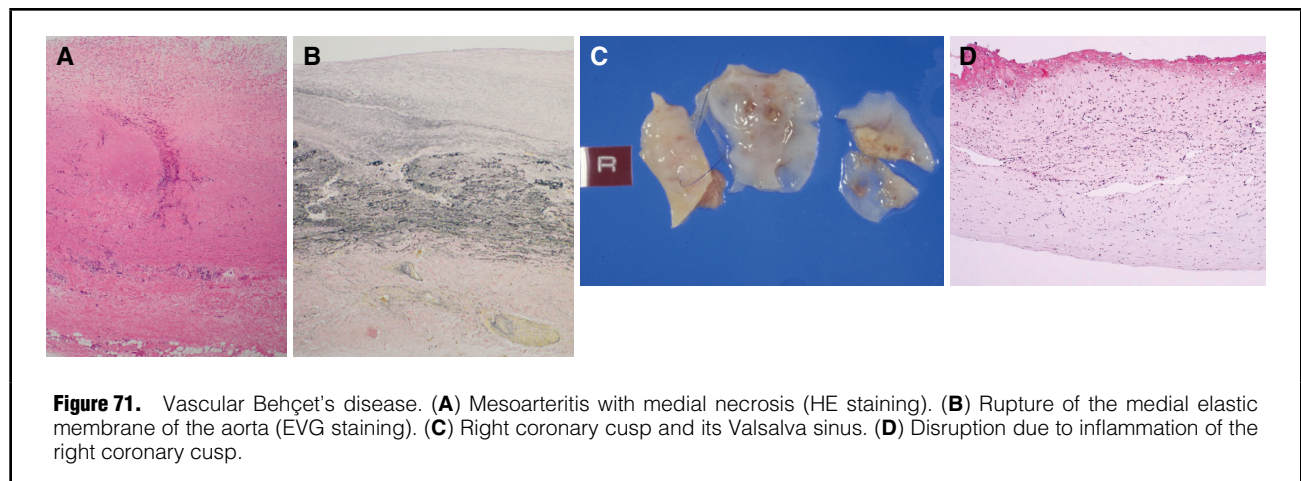 A
B
C
D
R
Figure 71. Vascular Behçet's disease. (A) Mesoarteritis with medial necrosis (HE staining). (B) Rupture of the medial elastic
membrane of the aorta (EVG staining). (C) Right coronary cusp and its Valsalva sinus. (D) Disruption due to inflammation of the
right coronary cusp.